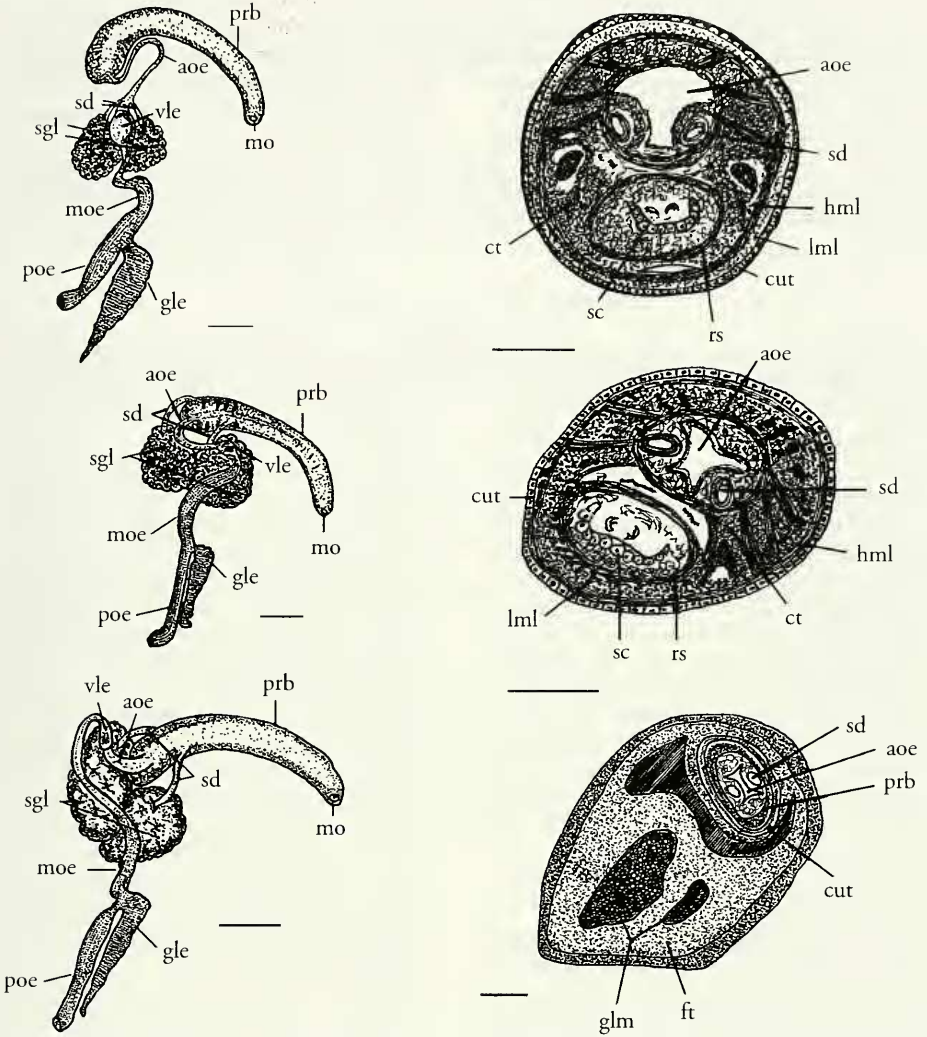 prb
aoe
sd
vle
sgl
mo
moe
poe
gle
aoe
sd
hml
lml
cut
rs
sc
ct
aoe
prb
sd
sgl
vle
moe
mo
gle
poe
aoe
cut
sd
hml
ct
lml
sc
rs
vle
aoe
prb
sd
sgl
mo
moe
gle
poe
sd
aoe
prb
cut
glm
ft